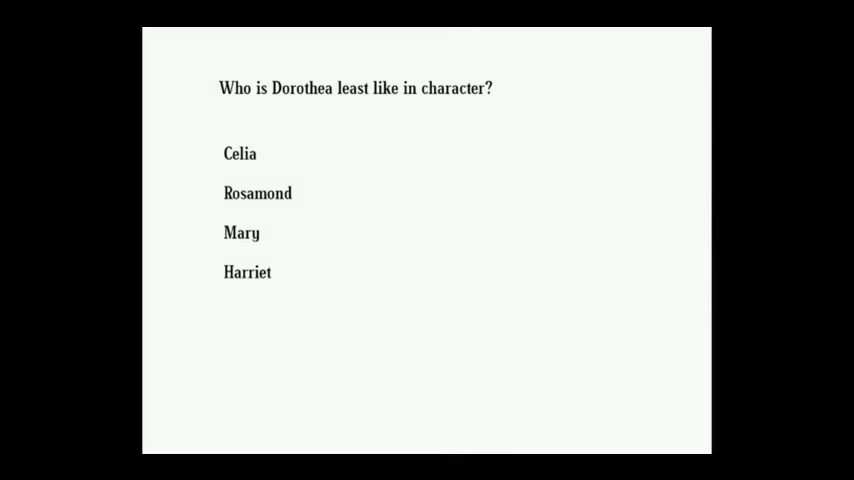 Who is Dorothea least like in character?
Celia
Rosamond
Mary
Harriet